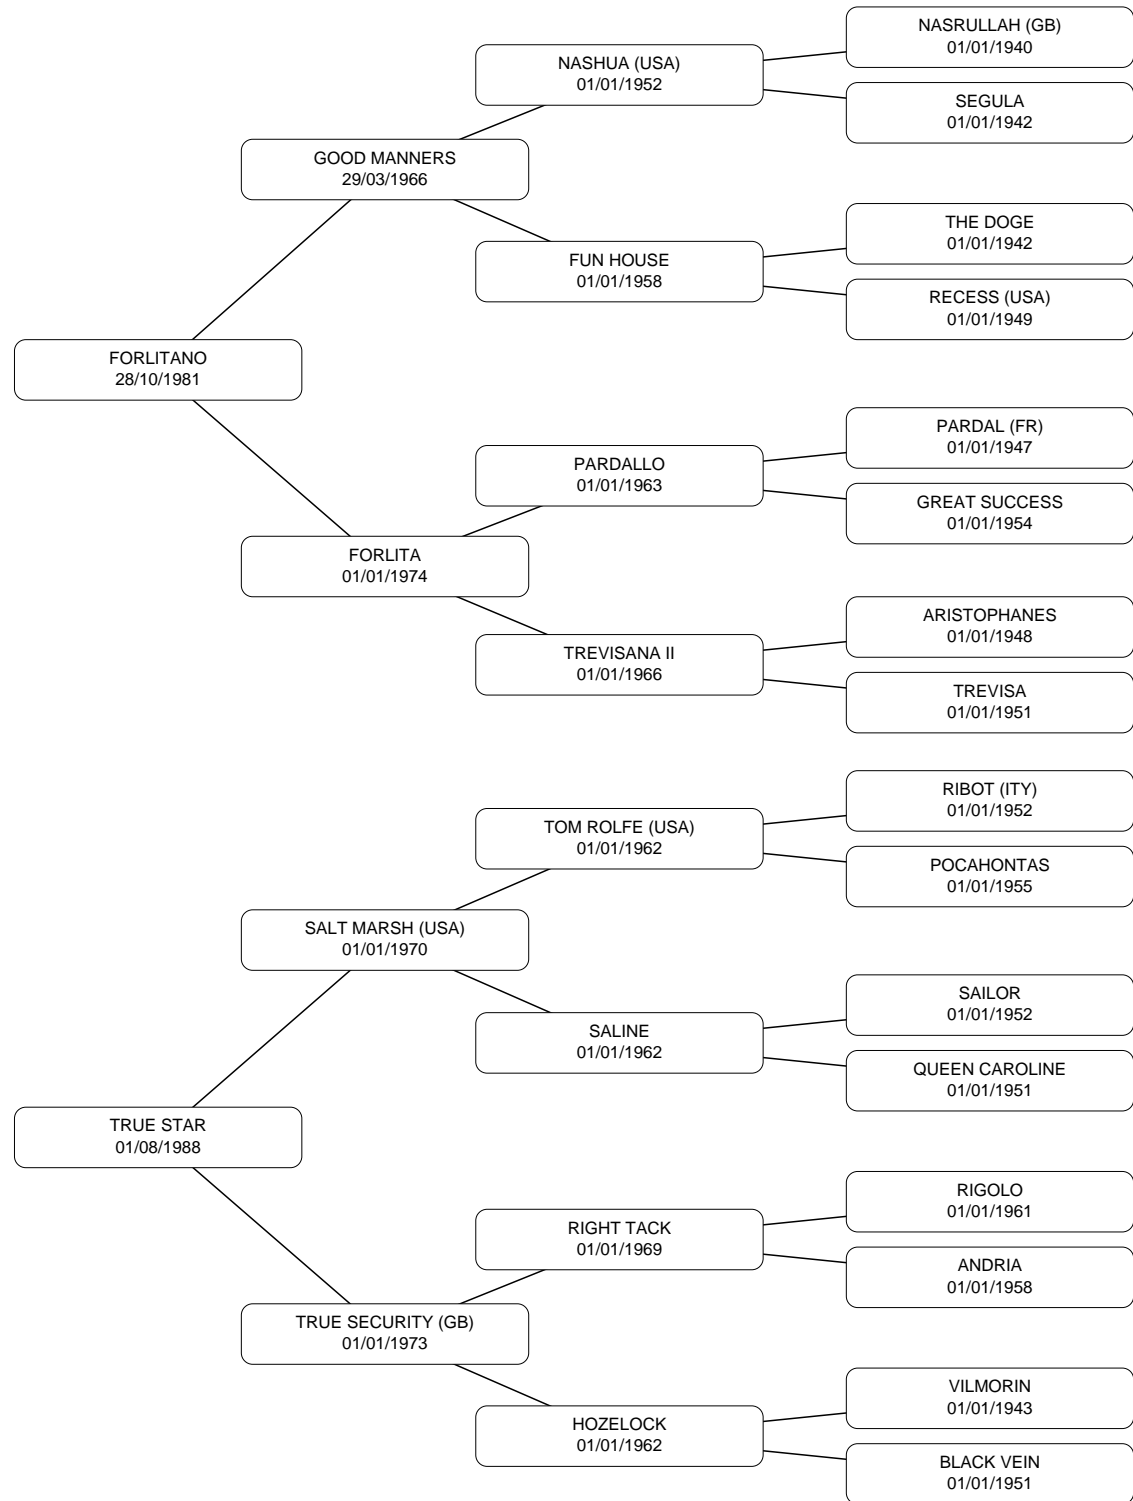 NASRULLAH (GB)
01/01/1940
NASHUA (USA)
01/01/1952
SEGULA
01/01/1942
GOOD MANNERS
29/03/1966
THE DOGE
01/01/1942
FUN HOUSE
01/01/1958
RECESS (USA)
01/01/1949
FORLITANO
28/10/1981
PARDAL (FR)
01/01/1947
PARDALLO
01/01/1963
GREAT SUCCESS
01/01/1954
FORLITA
01/01/1974
ARISTOPHANES
01/01/1948
TREVISANA II
01/01/1966
TREVISA
01/01/1951
RIBOT (ITY)
01/01/1952
TOM ROLFE (USA)
01/01/1962
POCAHONTAS
01/01/1955
SALT MARSH (USA)
01/01/1970
SAILOR
01/01/1952
SALINE
01/01/1962
QUEEN CAROLINE
01/01/1951
TRUE STAR
01/08/1988
RIGOLO
01/01/1961
RIGHT TACK
01/01/1969
ANDRIA
01/01/1958
TRUE SECURITY (GB)
01/01/1973
VILMORIN
01/01/1943
HOZELOCK
01/01/1962
BLACK VEIN
01/01/1951